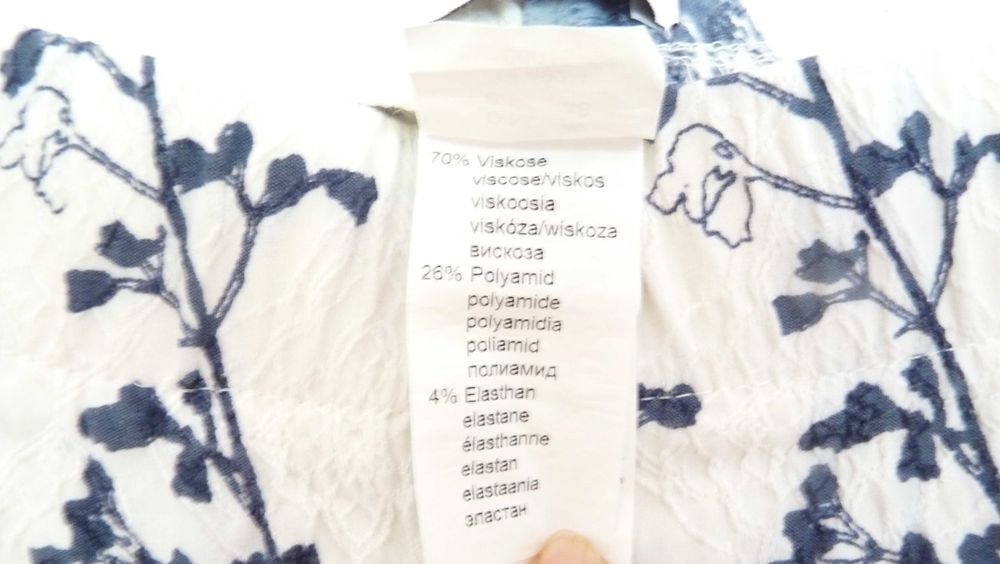 70% Viskose
viscose/viskos
viskoosia
viskóza/wiskoza
вискоза
26% Polyamid
polyamide
polyamidia
poliamid
полиамид
4% Elasthan
elastane
élasthanne
elastan
elastaania
эластан